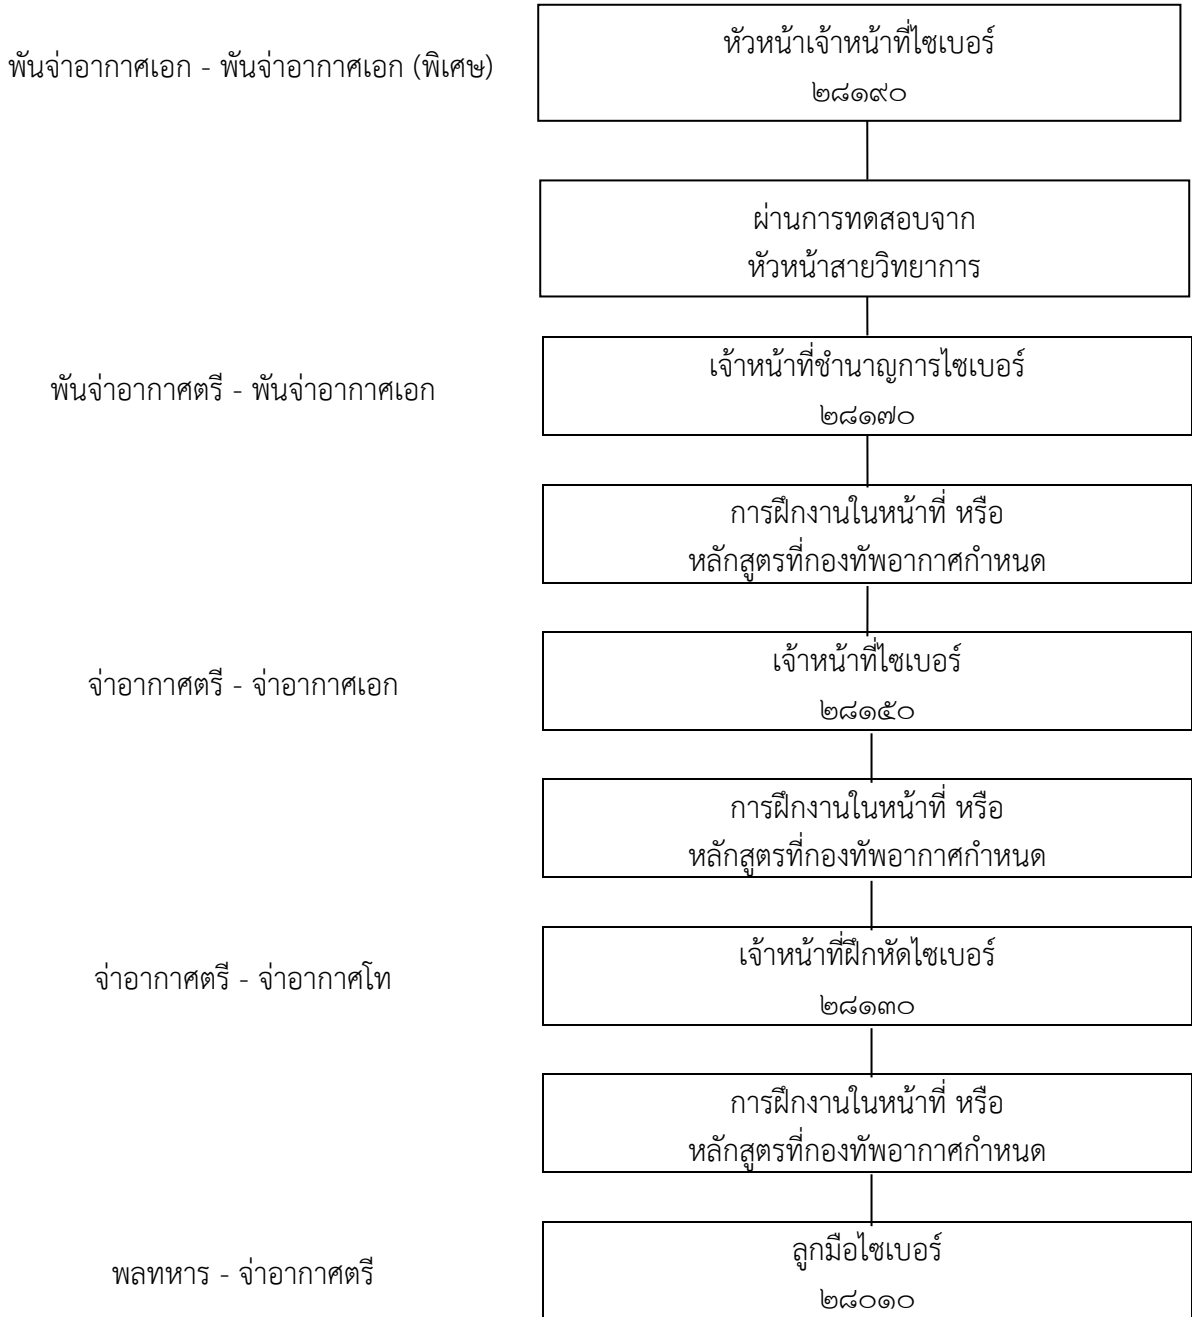 หัวหน้าเจ้าหน้าที่ไซเบอร์
พันจ่าอากาศเอก - พันจ่าอากาศเอก (พิเศษ)
๒๘๑๙๐
ผ่านการทดสอบจาก
หัวหน้าสายวิทยาการ
เจ้าหน้าที่ชำนาญการไซเบอร์
พันจ่าอากาศตรี - พันจ่าอากาศเอก
๒๘๑๗๐
การฝึกงานในหน้าที่ หรือ
หลักสูตรที่กองทัพอากาศกำหนด
เจ้าหน้าที่ไซเบอร์
จ่าอากาศตรี - จ่าอากาศเอก
๒๘๑๕๐
การฝึกงานในหน้าที่ หรือ
หลักสูตรที่กองทัพอากาศกำหนด
เจ้าหน้าที่ฝึกหัดไซเบอร์
จ่าอากาศตรี - จ่าอากาศโท
๒๘๑๓๐
การฝึกงานในหน้าที่ หรือ
หลักสูตรที่กองทัพอากาศกำหนด
ลูกมือไซเบอร์
พลทหาร - จ่าอากาศตรี
๒๘๐๑๐